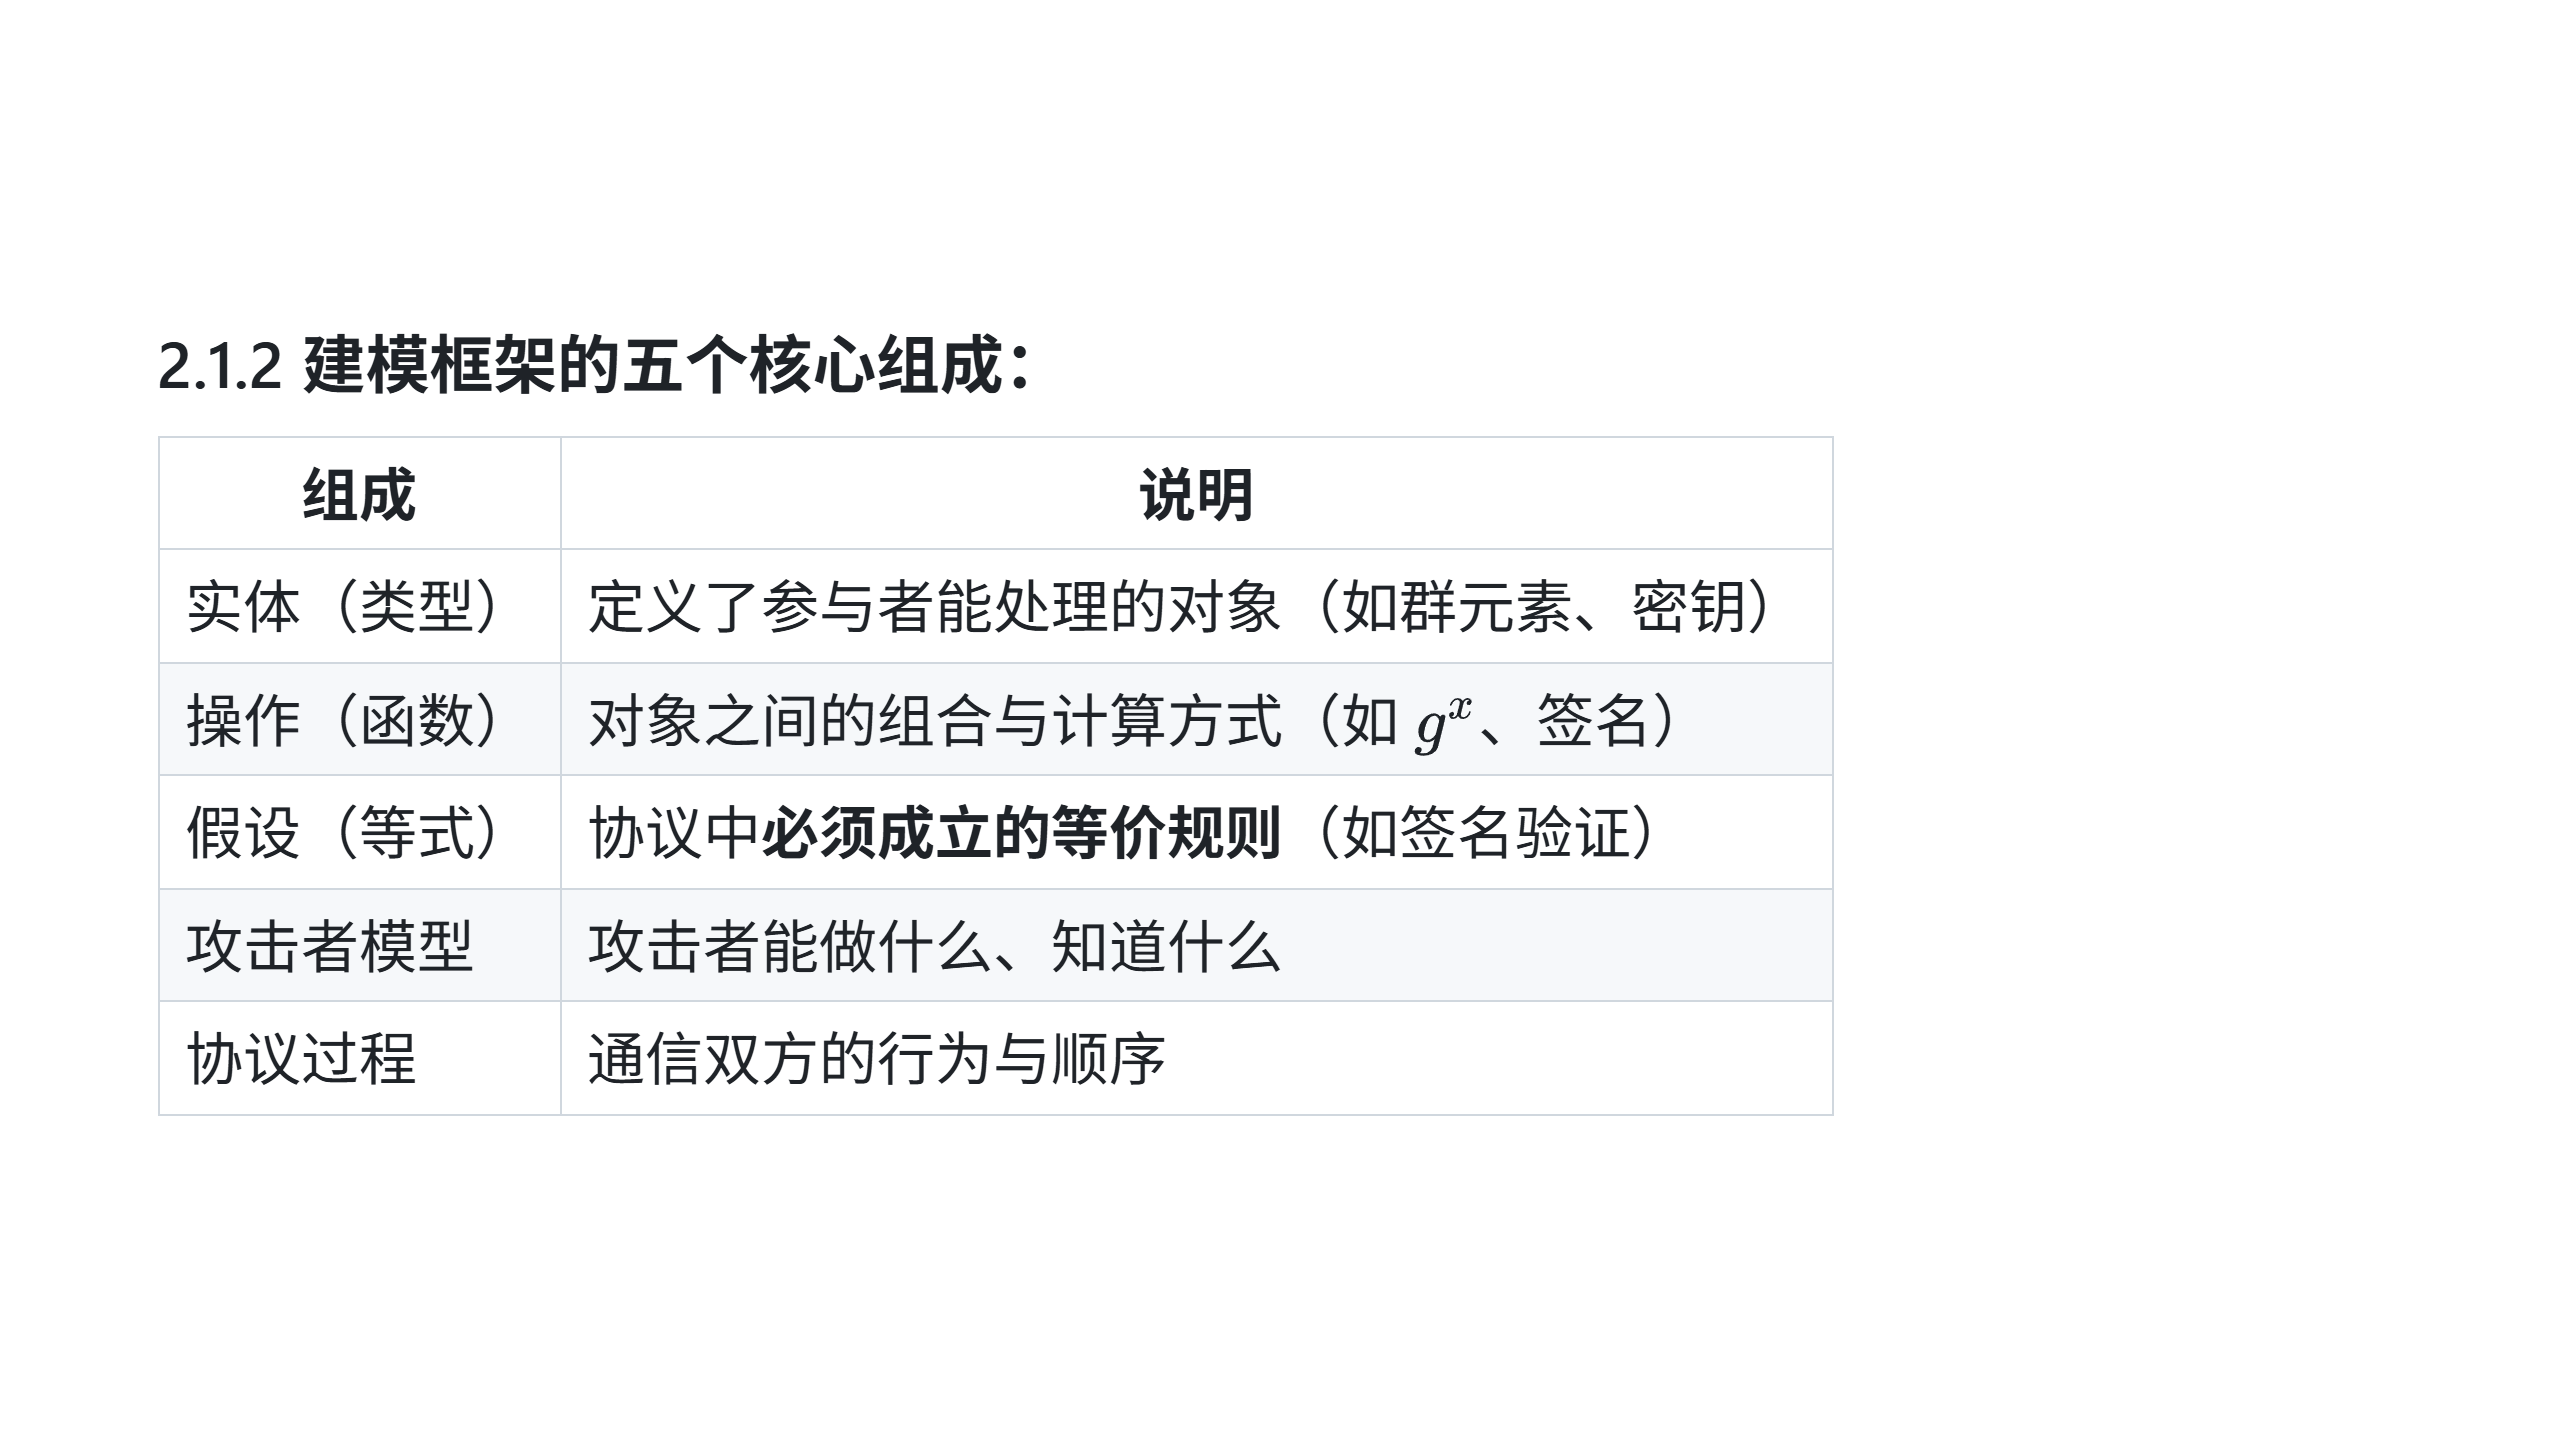 2.1.2 建模框架的五个核心组成：
组成 说明
实体（类型） 定义了参与者能处理的对象（如群元素、密钥）
操作（函数） 对象之间的组合与计算方式（如 g^x、签名）
假设（等式） 协议中必须成立的等价规则（如签名验证）
攻击者模型 攻击者能做什么、知道什么
协议过程 通信双方的行为与顺序